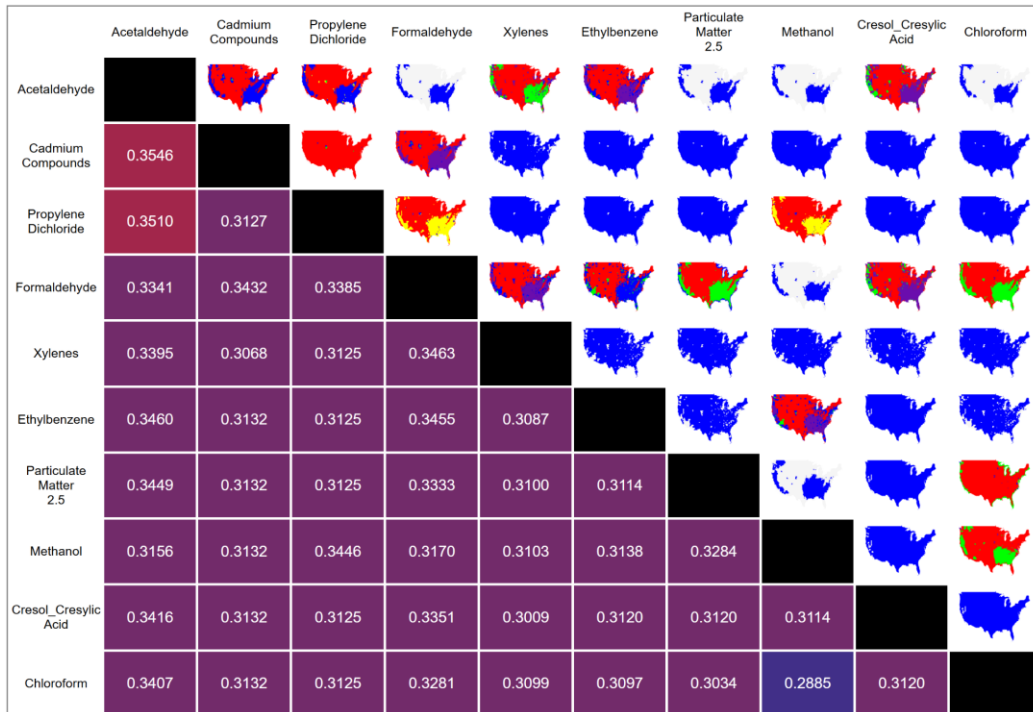 Acetaldehyde
Cadmium
Compounds
Propylene
Dichloride
Formaldehyde
Xylenes
Ethylbenzene
Particulate
Matter
2.5
Methanol
Cresol_Cresylic
Acid
Chloroform
Acetaldehyde
Cadmium
Compounds
0.3546
Propylene
Dichloride
0.3510 0.3127
Formaldehyde
0.3341 0.3432 0.3385
Xylenes
0.3395 0.3068 0.3125 0.3463
Ethylbenzene
0.3460 0.3132 0.3125 0.3455 0.3087
Particulate
Matter
2.5
0.3449 0.3132 0.3125 0.3333 0.3100 0.3114
Methanol
0.3156 0.3132 0.3446 0.3170 0.3103 0.3138 0.3284
Cresol_Cresylic
Acid
0.3416 0.3132 0.3125 0.3351 0.3009 0.3120 0.3120 0.3114
Chloroform
0.3407 0.3132 0.3125 0.3281 0.3099 0.3097 0.3034 0.2885 0.3120